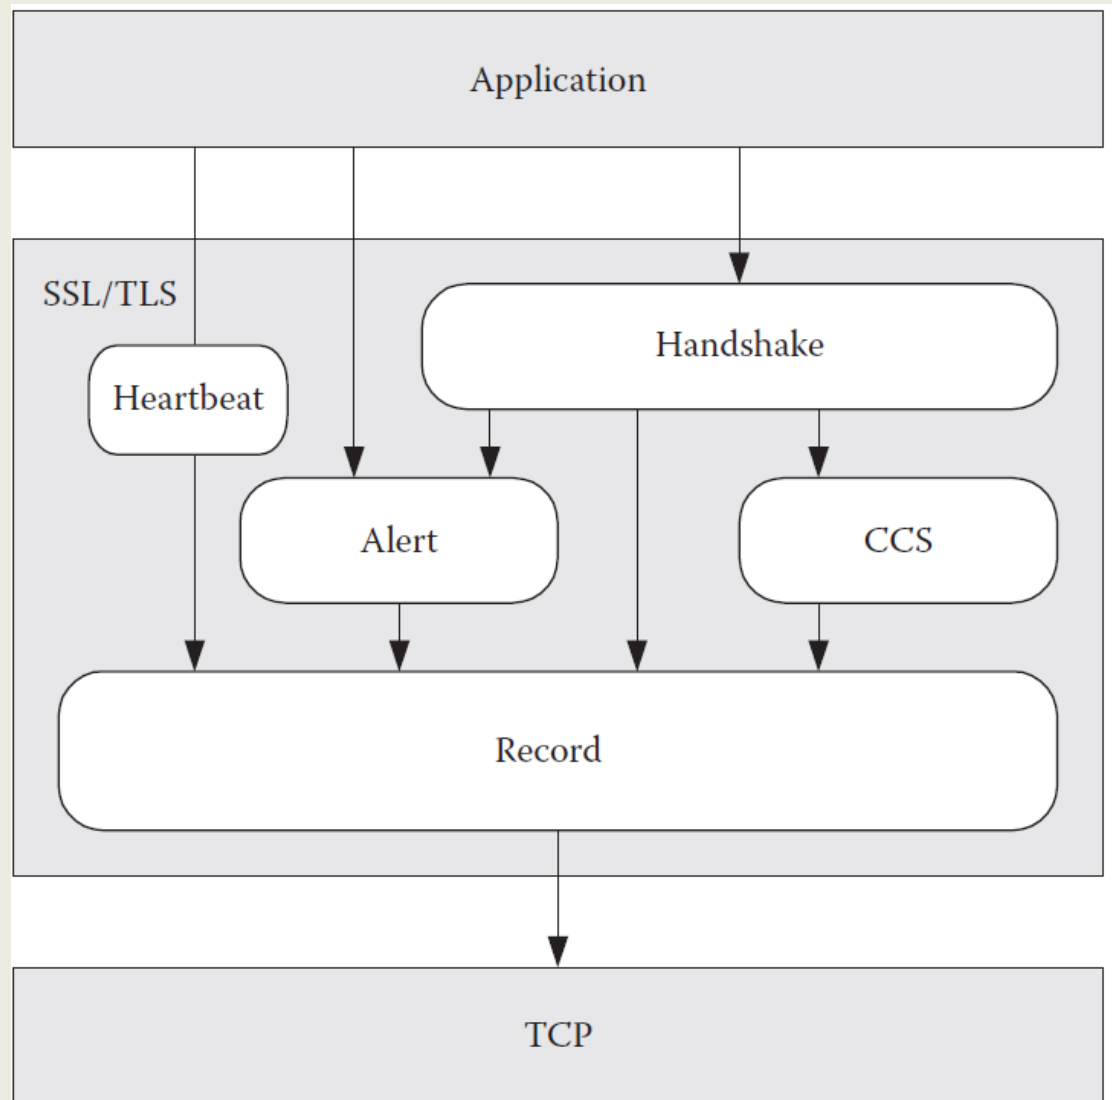 Application
SSL/TLS
Handshake
Heartbeat
Alert
CCS
Record
TCP